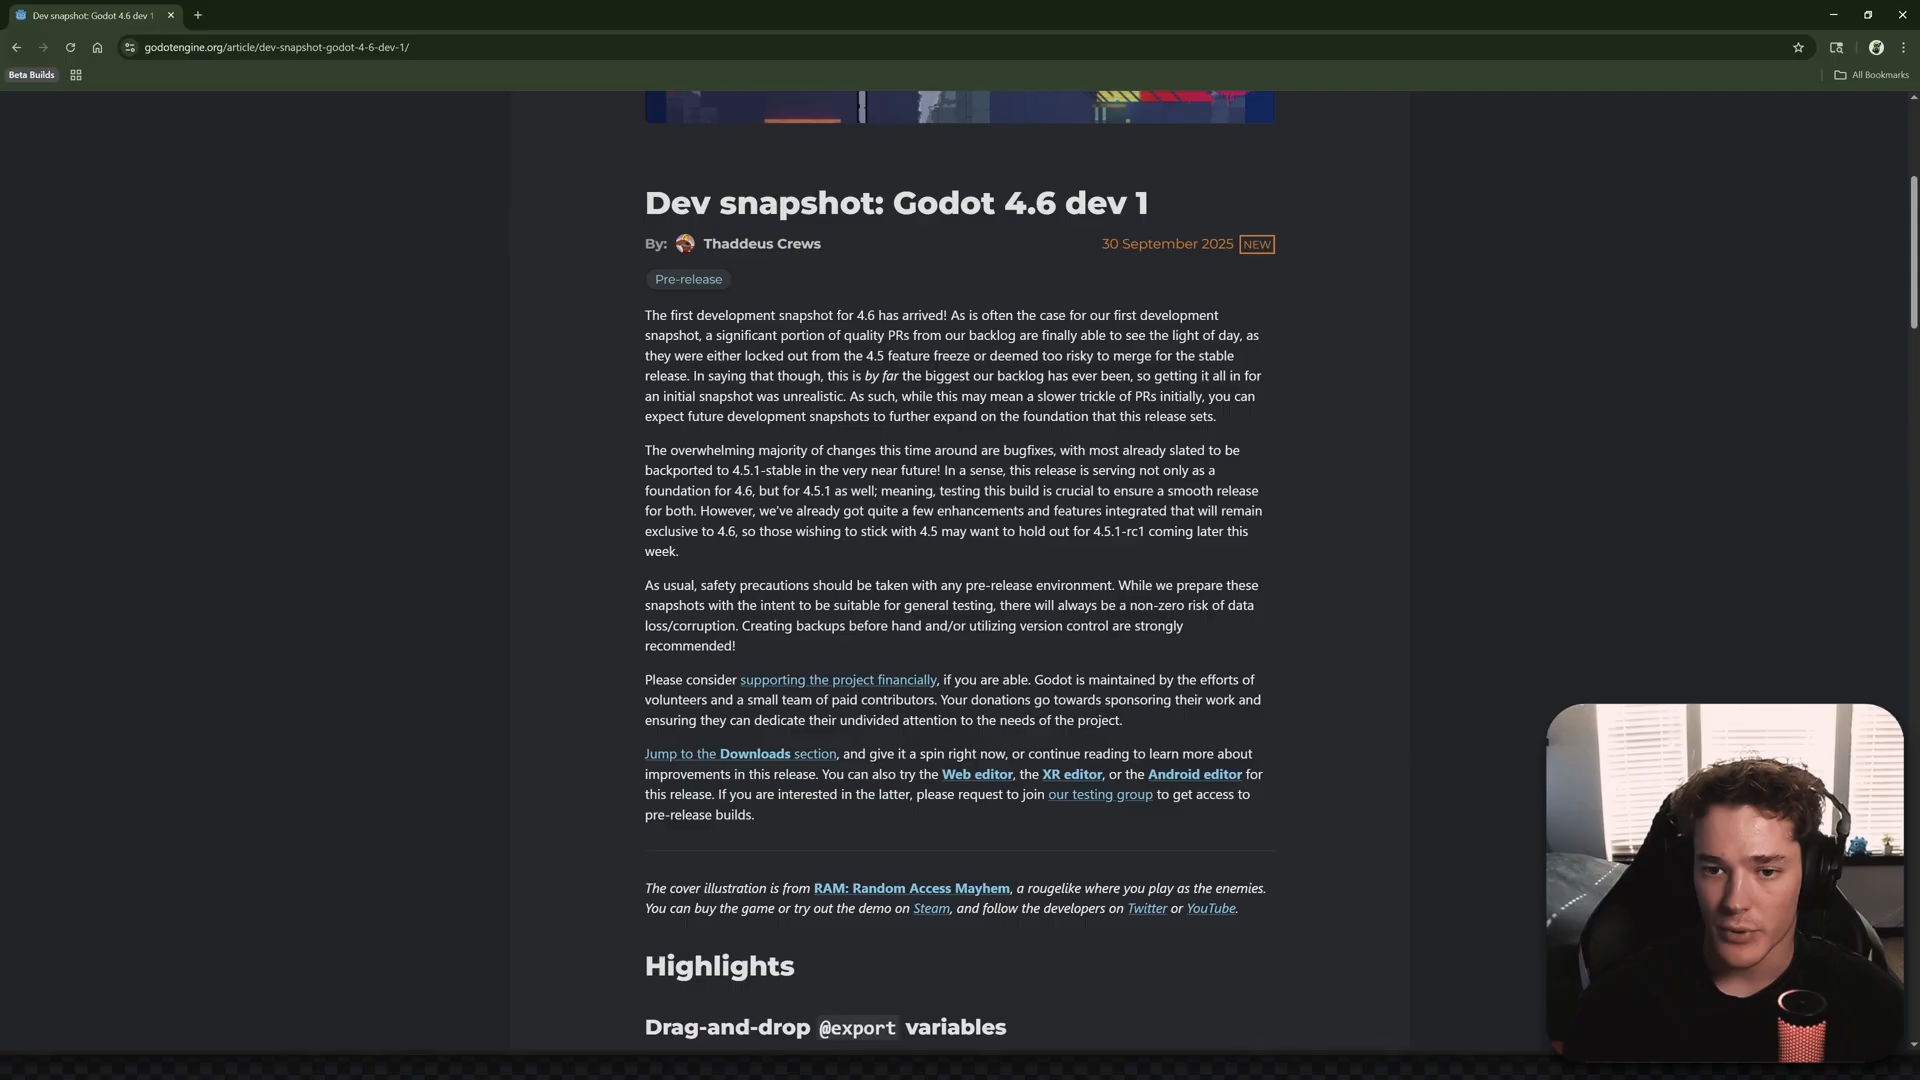 Dev snapshot: Godot 4.6 dev 1
godotengine.org/article/dev-snapshot-godot-4-6-dev-1/
Beta Builds
All Bookmarks
Dev snapshot: Godot 4.6 dev 1
By: Thaddeus Crews
30 September 2025 NEW
Pre-release
The first development snapshot for 4.6 has arrived! As is often the case for our first development
snapshot, a significant portion of quality PRs from our backlog are finally able to see the light of day, as
they were either locked out from the 4.5 feature freeze or deemed too risky to merge for the stable
release. In saying that though, this is by far the biggest our backlog has ever been, so getting it all in for
an initial snapshot was unrealistic. As such, while this may mean a slower trickle of PRs initially, you can
expect future development snapshots to further expand on the foundation that this release sets.
The overwhelming majority of changes this time around are bugfixes, with most already slated to be
backported to 4.5.1-stable in the very near future! In a sense, this release is serving not only as a
foundation for 4.6, but for 4.5.1 as well; meaning, testing this build is crucial to ensure a smooth release
for both. However, we've already got quite a few enhancements and features integrated that will remain
exclusive to 4.6, so those wishing to stick with 4.5 may want to hold out for 4.5.1-rc1 coming later this
week.
As usual, safety precautions should be taken with any pre-release environment. While we prepare these
snapshots with the intent to be suitable for general testing, there will always be a non-zero risk of data
loss/corruption. Creating backups before hand and/or utilizing version control are strongly
recommended!
Please consider supporting the project financially, if you are able. Godot is maintained by the efforts of
volunteers and a small team of paid contributors. Your donations go towards sponsoring their work and
ensuring they can dedicate their undivided attention to the needs of the project.
Jump to the Downloads section, and give it a spin right now, or continue reading to learn more about
improvements in this release. You can also try the Web editor, the XR editor, or the Android editor for
this release. If you are interested in the latter, please request to join our testing group to get access to
pre-release builds.
The cover illustration is from RAM: Random Access Mayhem, a rougelike where you play as the enemies.
You can buy the game or try out the demo on Steam, and follow the developers on Twitter or YouTube.
Highlights
Drag-and-drop @export variables